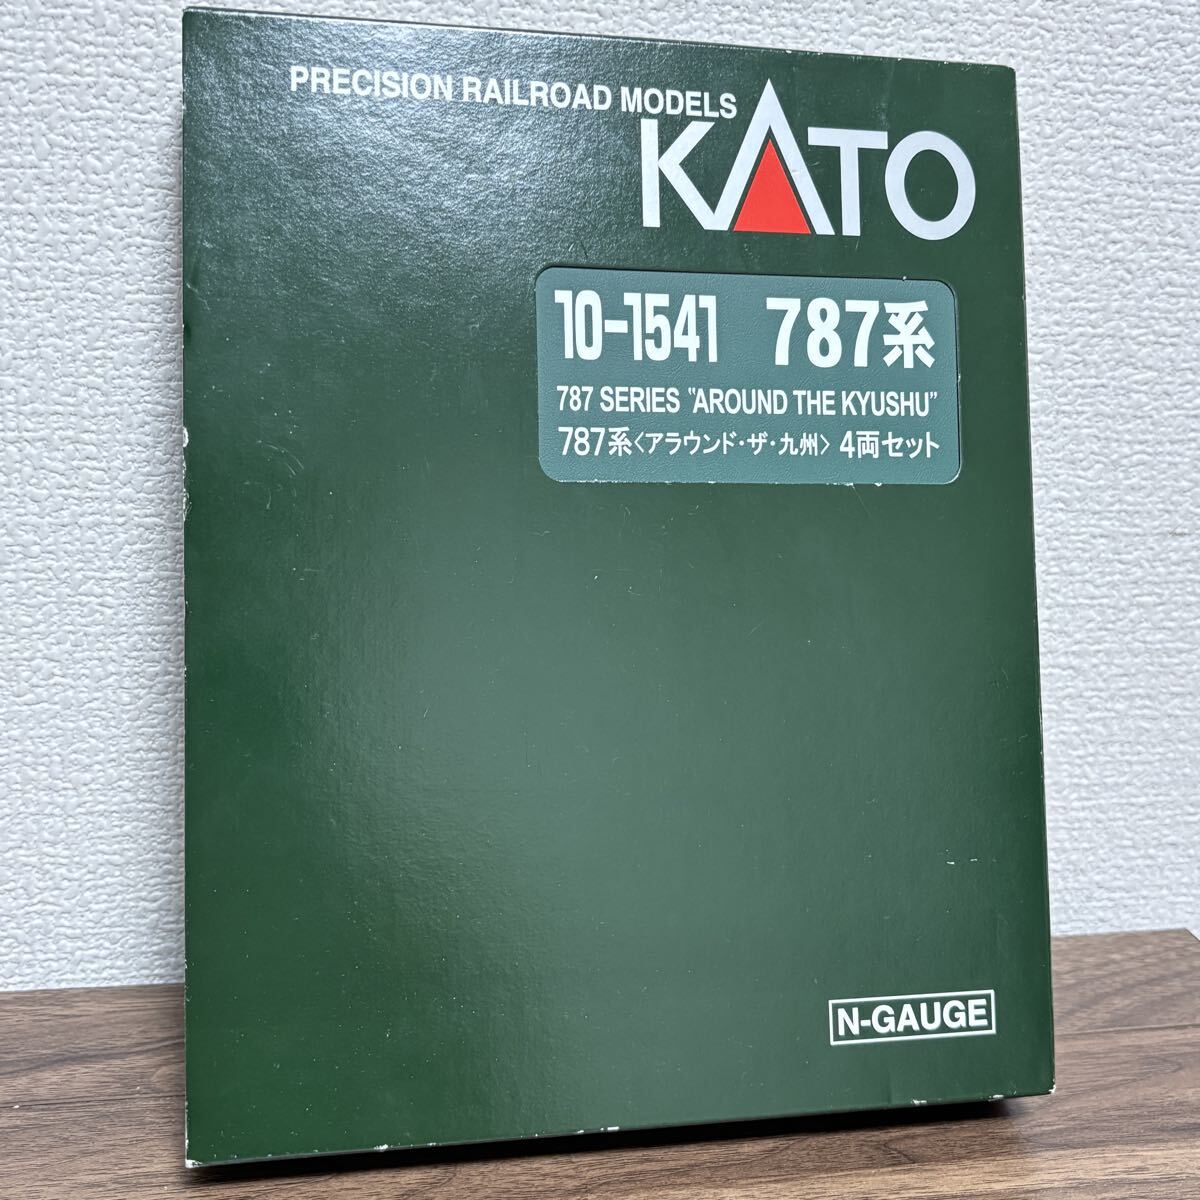 PRECISION RAILROAD MODELS
KATO
10-1541 787系
787 SERIES "AROUND THE KYUSHU"
787系〈アラウンド・ザ・九州〉4両セット
N-GAUGE